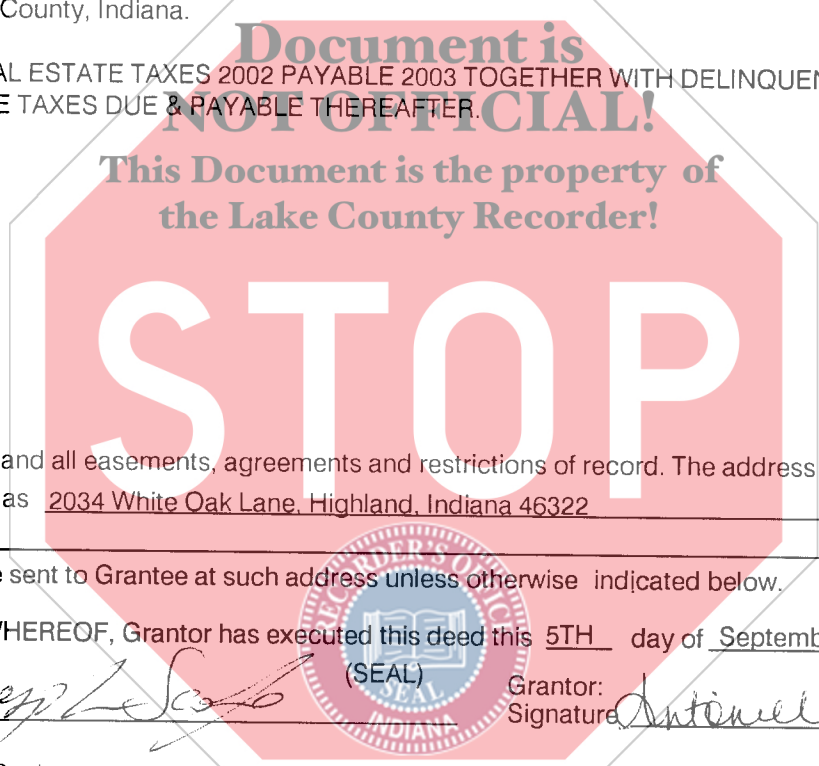 County, Indiana.
Document is
AL ESTATE TAXES 2002 PAYABLE 2003 TOGETHER WITH DELINQUEN
E TAXES DUE & PAYABLE THEREAFTER.
NOT OFFICIAL!
This Document is the property of
the Lake County Recorder!
STOP
and all easements, agreements and restrictions of record. The address
as 2034 White Oak Lane, Highland, Indiana 46322
sent to Grantee at such address unless otherwise indicated below.
HEREOF, Grantor has executed this deed this 5TH day of Septemb
(SEAL)
Grantor:
Signature
RECORDER'S OFFICE
SEAL
INDIANA